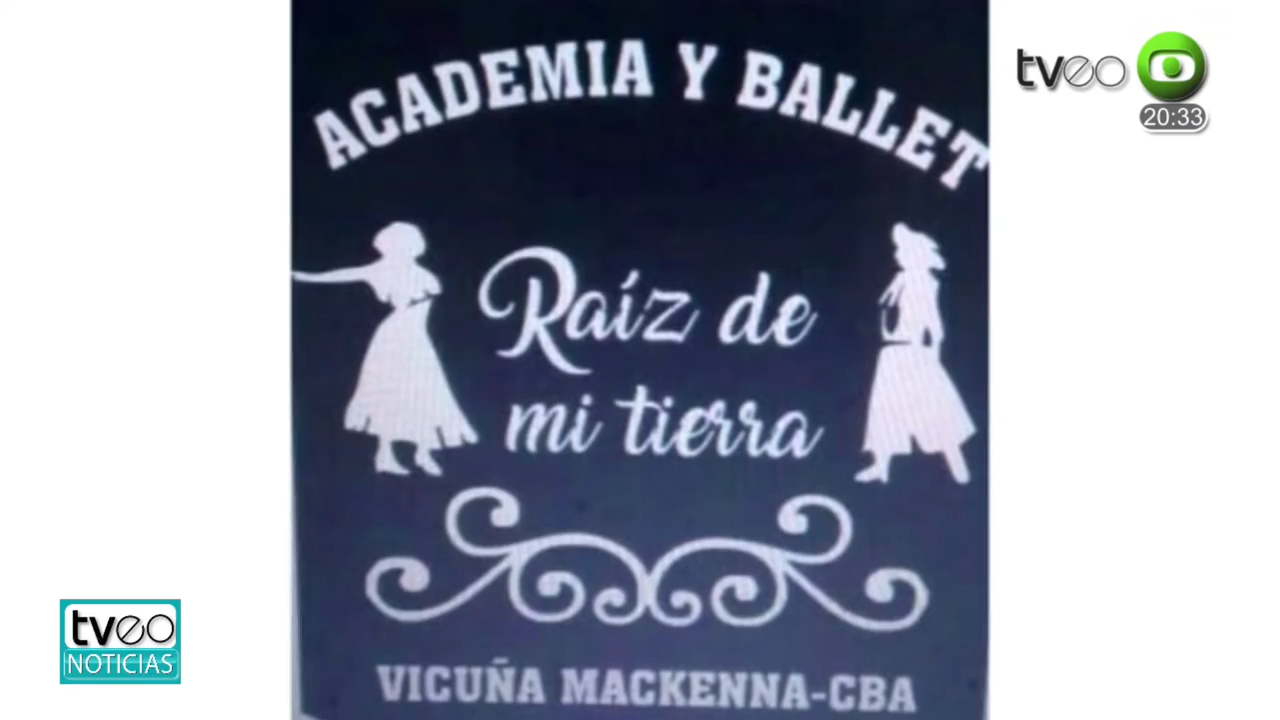 ACADEMIA Y BALLET
Raíz de
mi tierra
VICUÑA MACKENNA-CBA
tveo
20:33
tveo
NOTICIAS